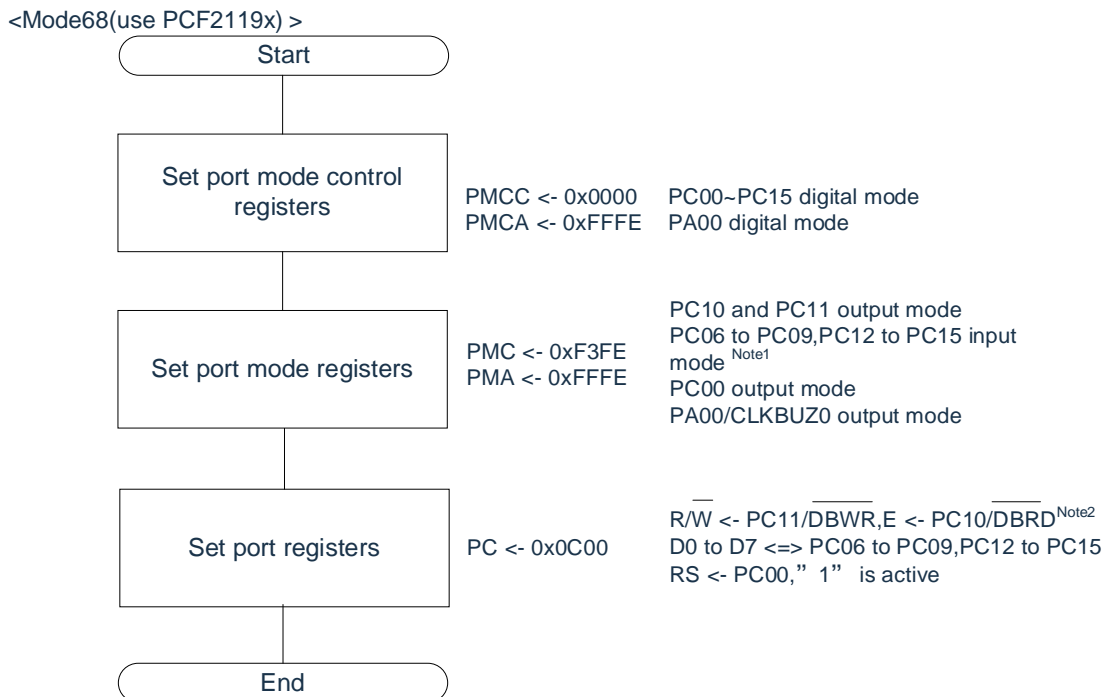 <Mode68(use PCF2119x) >
Start
Set port mode control
registers
PMCC <- 0x0000 PC00~PC15 digital mode
PMCA <- 0xFFFE PA00 digital mode
Set port mode registers
PMC <- 0xF3FE
PMA <- 0xFFFE
PC10 and PC11 output mode
PC06 to PC09,PC12 to PC15 input
mode Note1
PC00 output mode
PA00/CLKBUZ0 output mode
Set port registers
PC <- 0x0C00
R/W <- PC11/DBWR,E <- PC10/DBRD Note2
D0 to D7 <=> PC06 to PC09,PC12 to PC15
RS <- PC00,” 1” is active
End